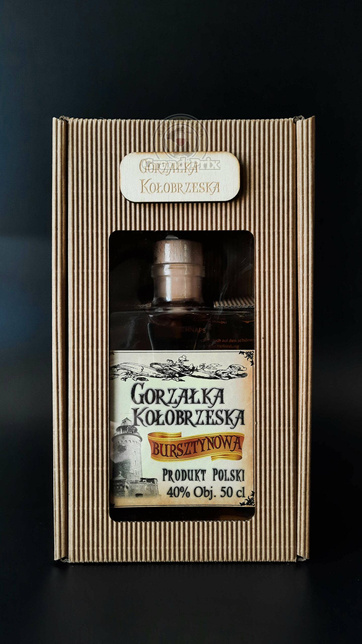 Gorzałka
Kołobrzeska
Gorzałka
Kołobrzeska
Bursztynowa
Produkt Polski
40% Obj. 50 cl